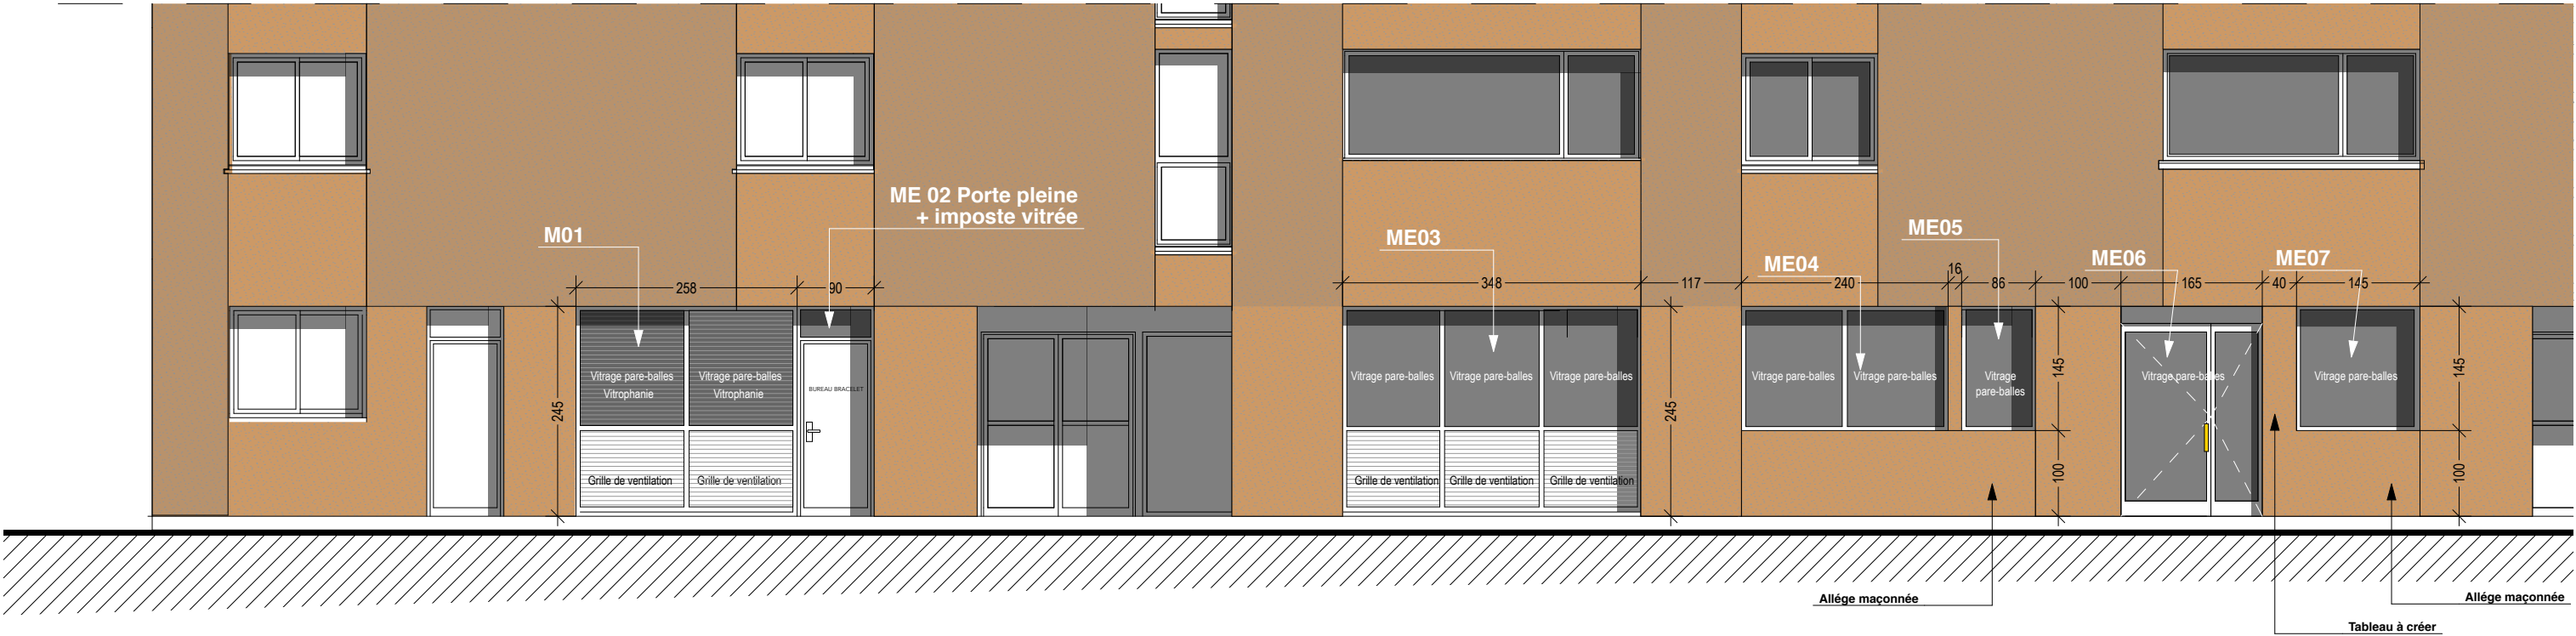 ME 02 Porte pleine
+ imposte vitrée
M01
ME03
ME04
ME05
ME06
ME07
258
90
348
117
240
16
86
100
165
40
145
Vitrage pare-balles
Vitrophanie
Vitrage pare-balles
Vitrophanie
BUREAU BRACELET
Vitrage pare-balles
Vitrage pare-balles
Vitrage pare-balles
Vitrage pare-balles
Vitrage pare-balles
Vitrage
pare-balles
Vitrage pare-balles
Vitrage pare-balles
245
245
145
145
100
100
Grille de ventilation
Grille de ventilation
Grille de ventilation
Grille de ventilation
Grille de ventilation
Allége maçonnée
Allége maçonnée
Tableau à créer